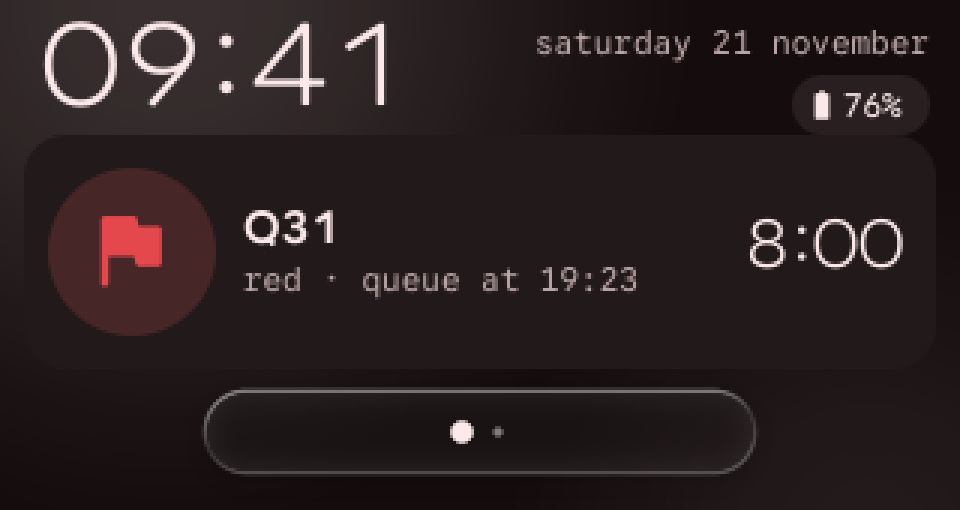 09:41
saturday 21 november
76%
Q31
red · queue at 19:23
8:00